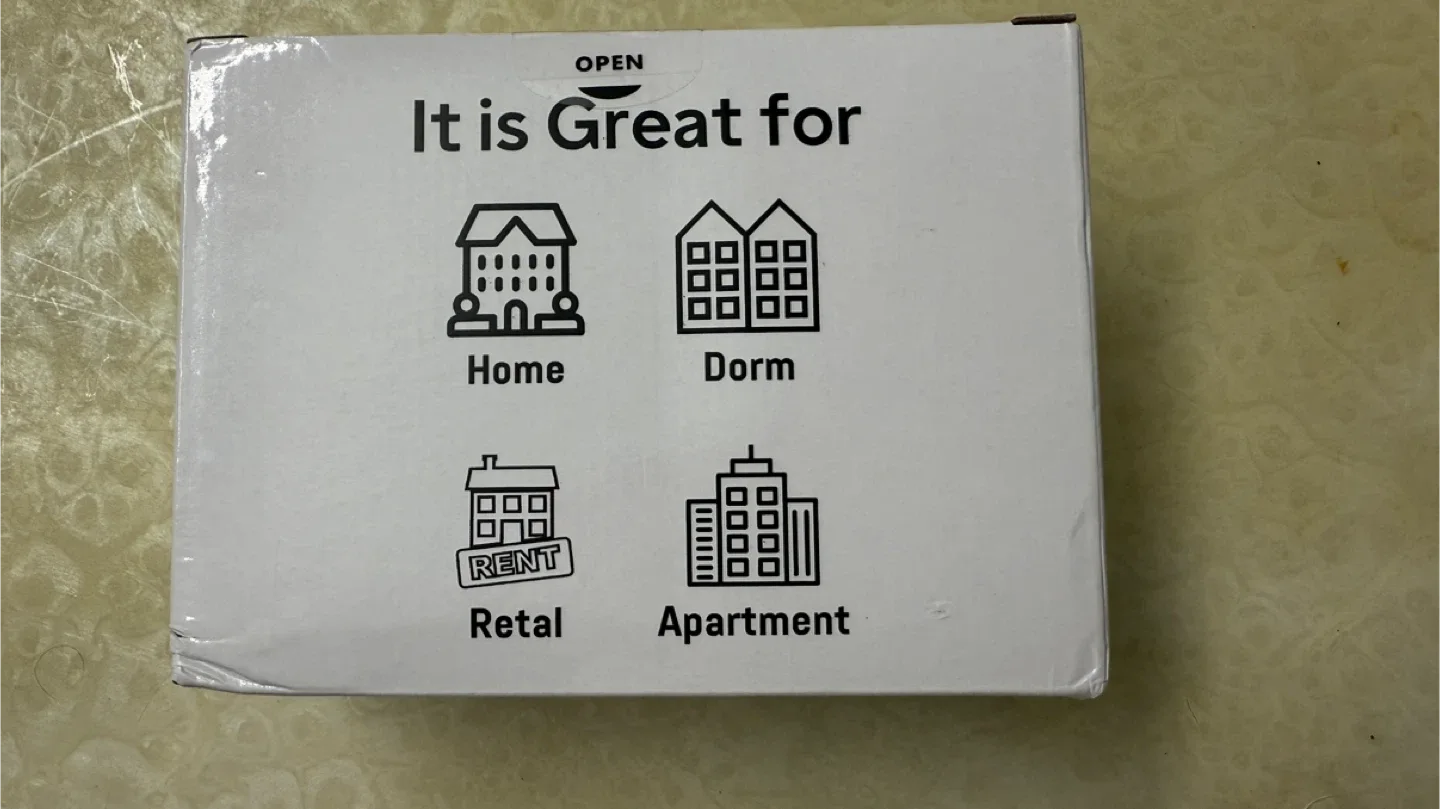 OPEN
It is Great for
Home Dorm
RENT
Retal Apartment